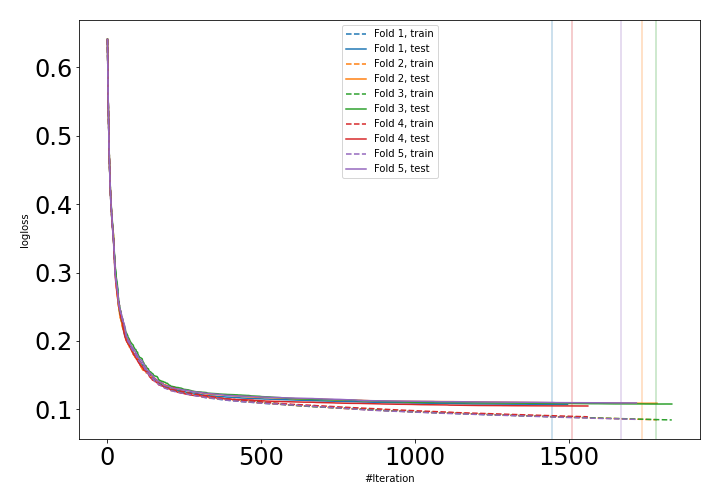 Fold 1, train
Fold 1, test
Fold 2, train
Fold 2, test
Fold 3, train
Fold 3, test
Fold 4, train
Fold 4, test
Fold 5, train
Fold 5, test
0.6
0.5
0.4
0.3
0.2
0.1
logloss
0 500 1000 1500
#Iteration